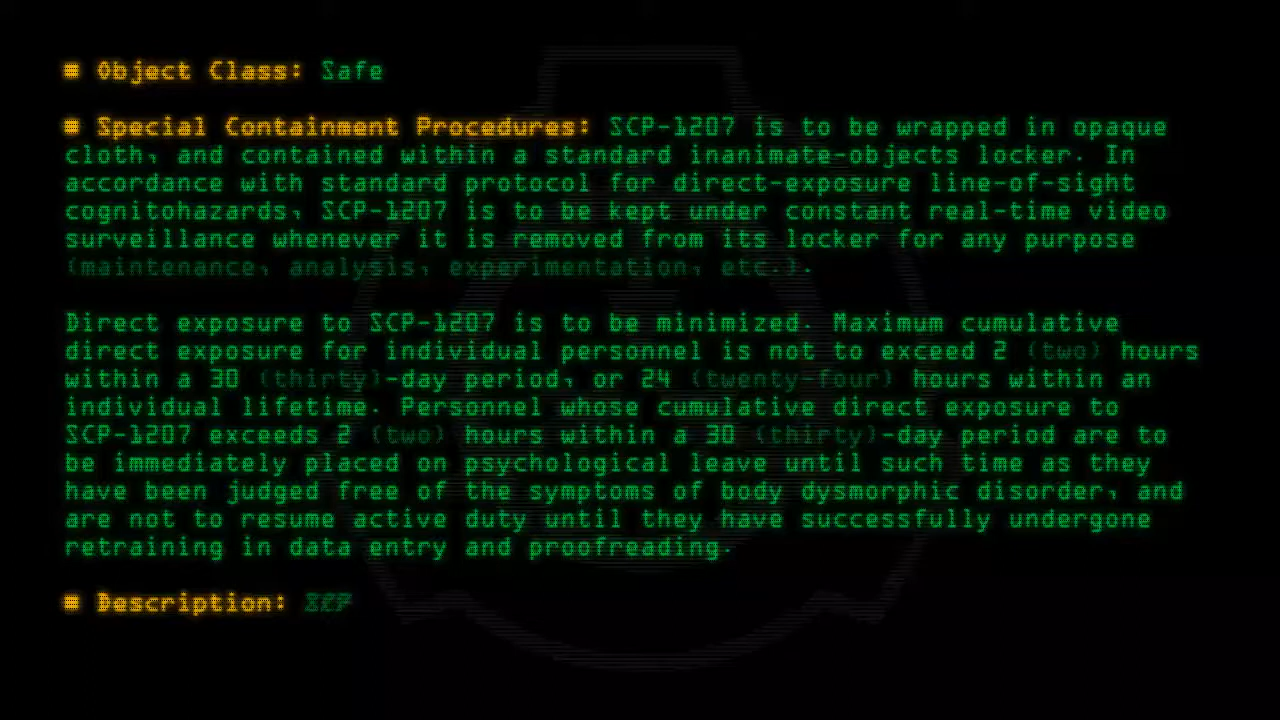 ■ Object Class: Safe
■ Special Containment Procedures: SCP-1207 is to be wrapped in opaque
cloth, and contained within a standard inanimate-objects locker. In
accordance with standard protocol for direct-exposure line-of-sight
cognitohazards, SCP-1207 is to be kept under constant real-time video
surveillance whenever it is removed from its locker for any purpose
(maintenance, analysis, experimentation, etc.).
Direct exposure to SCP-1207 is to be minimized. Maximum cumulative
direct exposure for individual personnel is not to exceed 2 (two) hours
within a 30 (thirty)-day period, or 24 (twenty-four) hours within an
individual lifetime. Personnel whose cumulative direct exposure to
SCP-1207 exceeds 2 (two) hours within a 30 (thirty)-day period are to
be immediately placed on psychological leave until such time as they
have been judged free of the symptoms of body dysmorphic disorder, and
are not to resume active duty until they have successfully undergone
retraining in data entry and proofreading.
■ Description: SCP